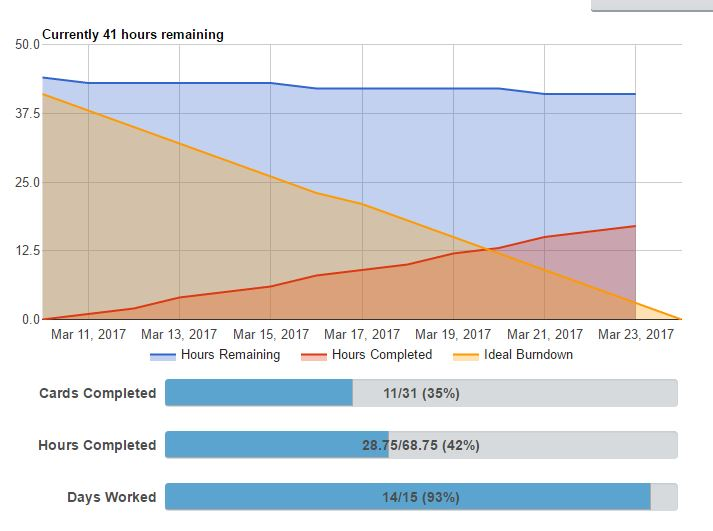 Currently 41 hours remaining
50.0
37.5
25.0
12.5
0.0
Mar 11, 2017 Mar 13, 2017 Mar 15, 2017 Mar 17, 2017 Mar 19, 2017 Mar 21, 2017 Mar 23, 2017
Hours Remaining Hours Completed Ideal Burndown
Cards Completed 11/31 (35%)
Hours Completed 28.75/68.75 (42%)
Days Worked 14/15 (93%)